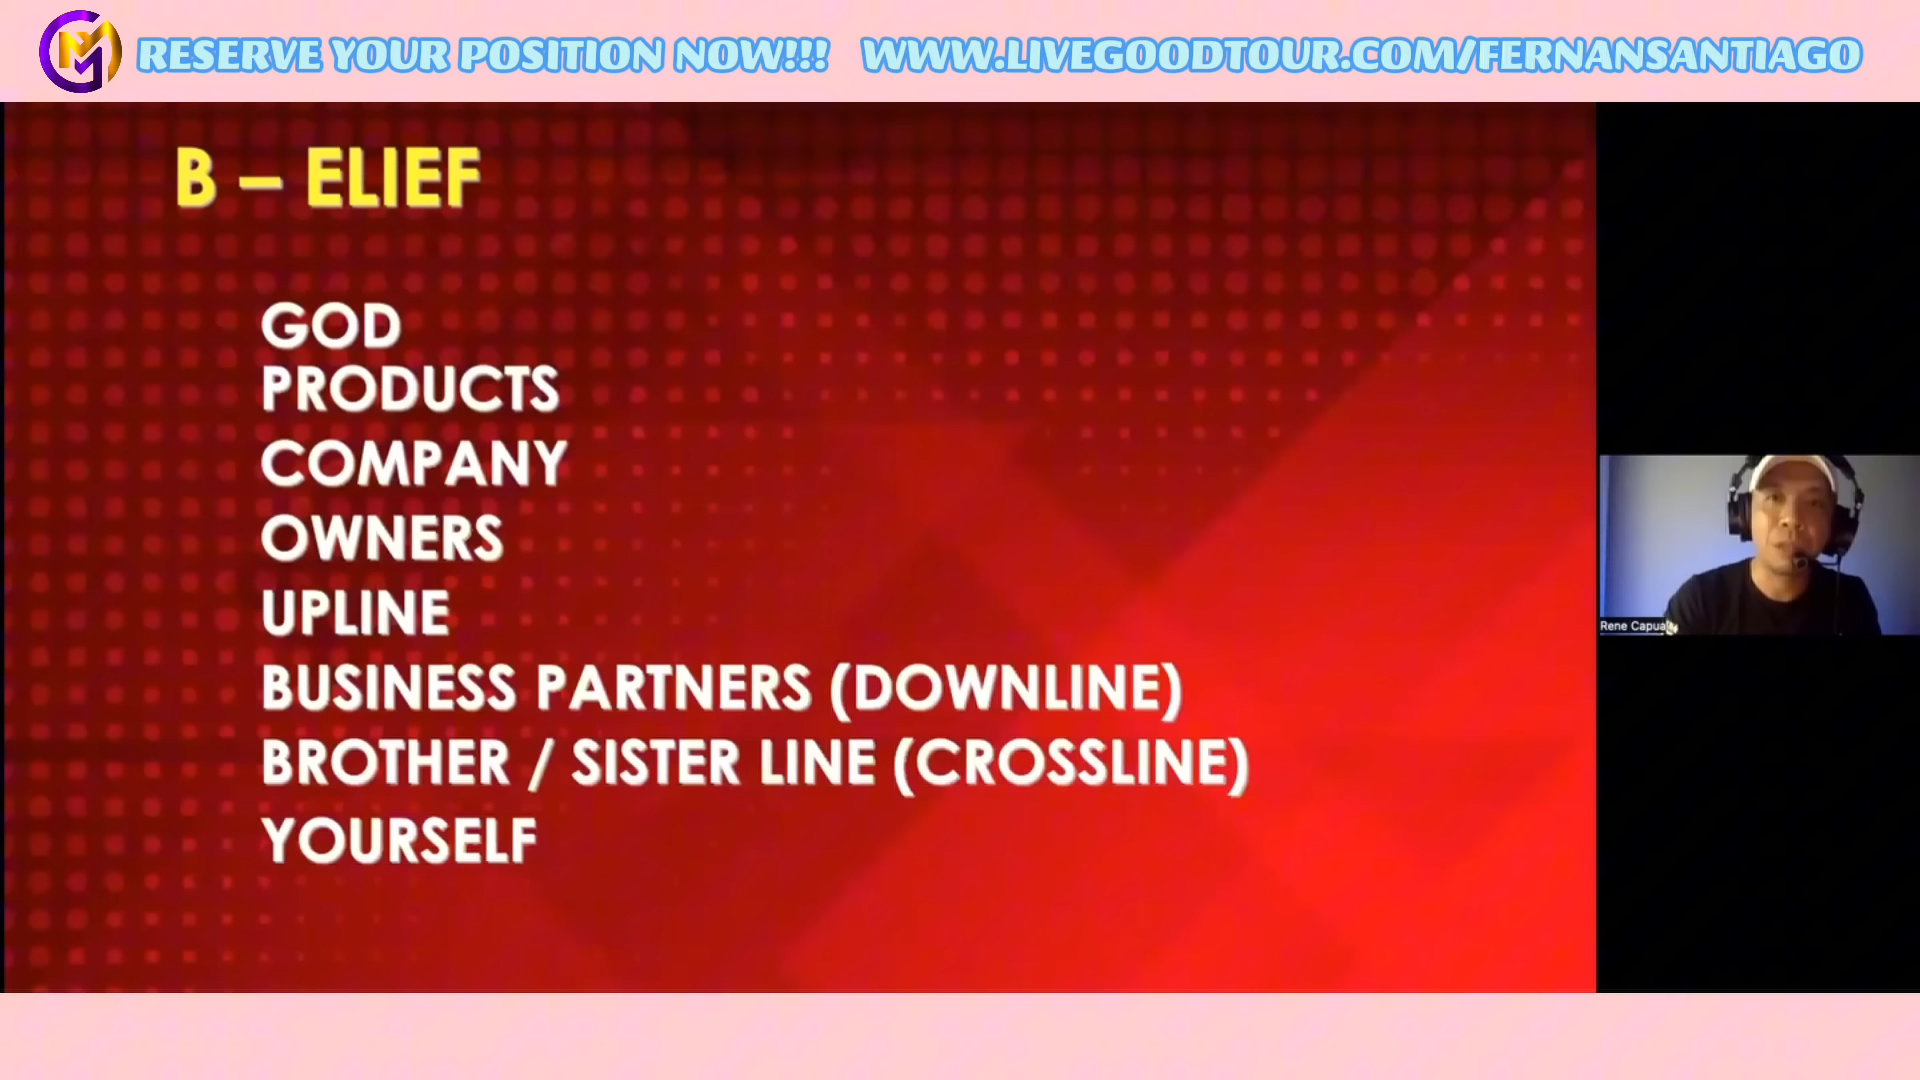 RESERVE YOUR POSITION NOW!!! WWW.LIVEGOODTOUR.COM/FERNANSANTIAGO
B – ELIEF
GOD
PRODUCTS
COMPANY
OWNERS
UPLINE
BUSINESS PARTNERS (DOWNLINE)
BROTHER / SISTER LINE (CROSSLINE)
YOURSELF
Rene Capua